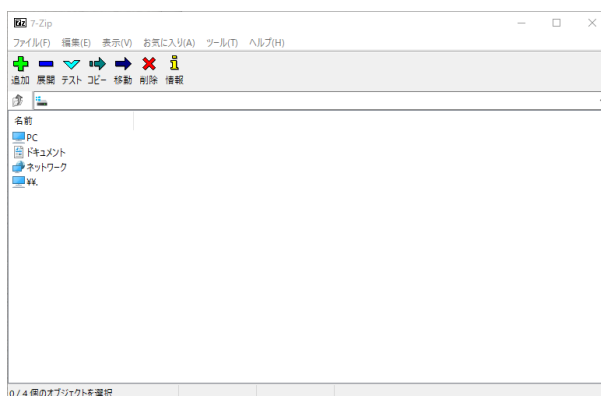 7z 7-Zip
ファイル(F) 編集(E) 表示(V) お気に入り(A) ツール(T) ヘルプ(H)
追加 展開 テスト コピー 移動 削除 情報
名前
PC
ドキュメント
ネットワーク
¥¥.
0 / 4 個のオブジェクトを選択